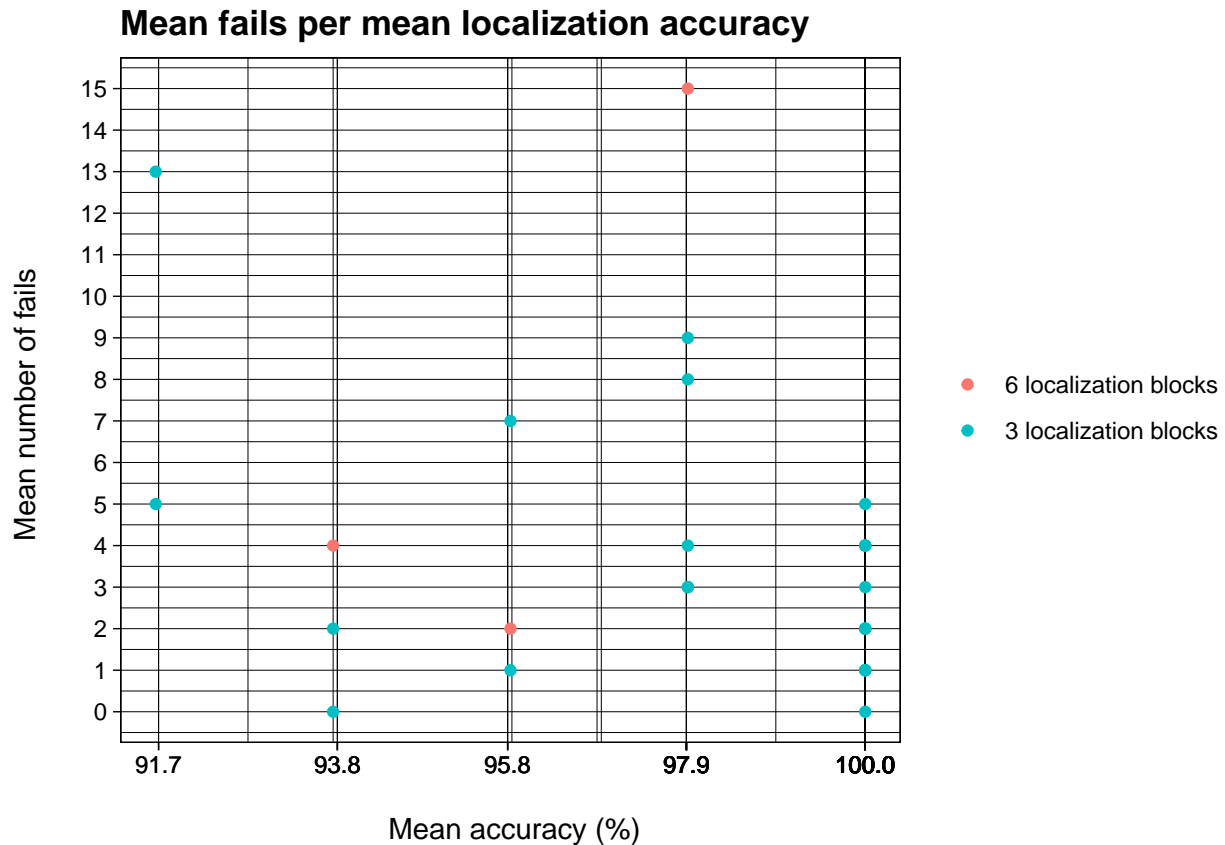 Mean fails per mean localization accuracy
15
14
13
12
11
10
9
8
7
6
5
4
3
2
1
0
Mean number of fails
91.7 93.8 95.8 97.9 100.0
Mean accuracy (%)
6 localization blocks
3 localization blocks